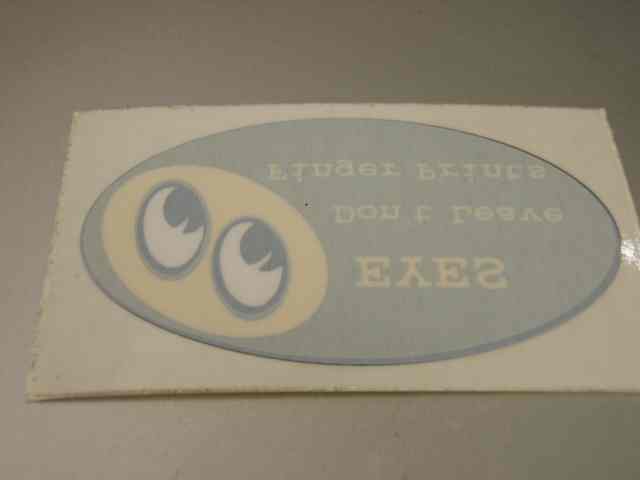 EYES
Don't Leave
Finger Prints